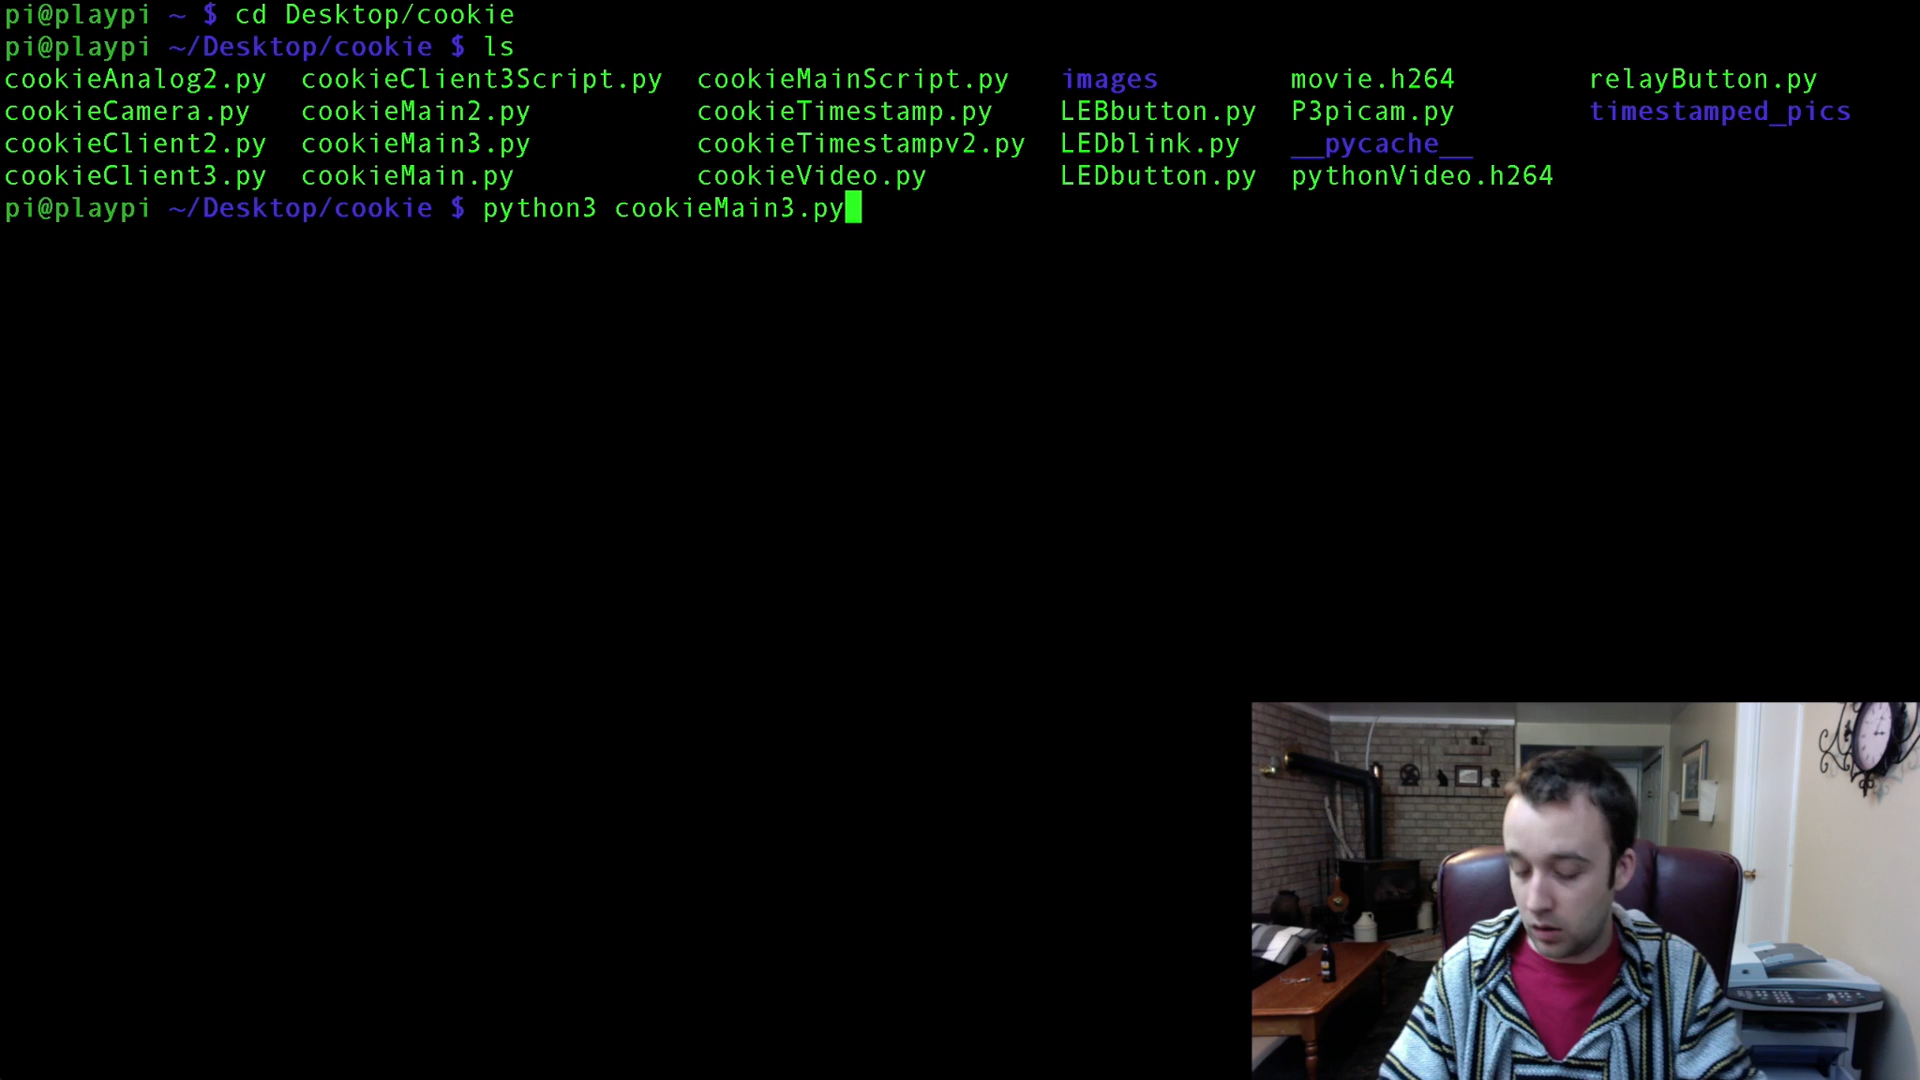 pi@playpi ~ $ cd Desktop/cookie
pi@playpi ~/Desktop/cookie $ ls
cookieAnalog2.py cookieClient3Script.py cookieMainScript.py images movie.h264 relayButton.py
cookieCamera.py cookieMain2.py cookieTimestamp.py LEBbutton.py P3picam.py timestamped_pics
cookieClient2.py cookieMain3.py cookieTimestampv2.py LEDblink.py __pycache__
cookieClient3.py cookieMain.py cookieVideo.py LEDbutton.py pythonVideo.h264
pi@playpi ~/Desktop/cookie $ python3 cookieMain3.py